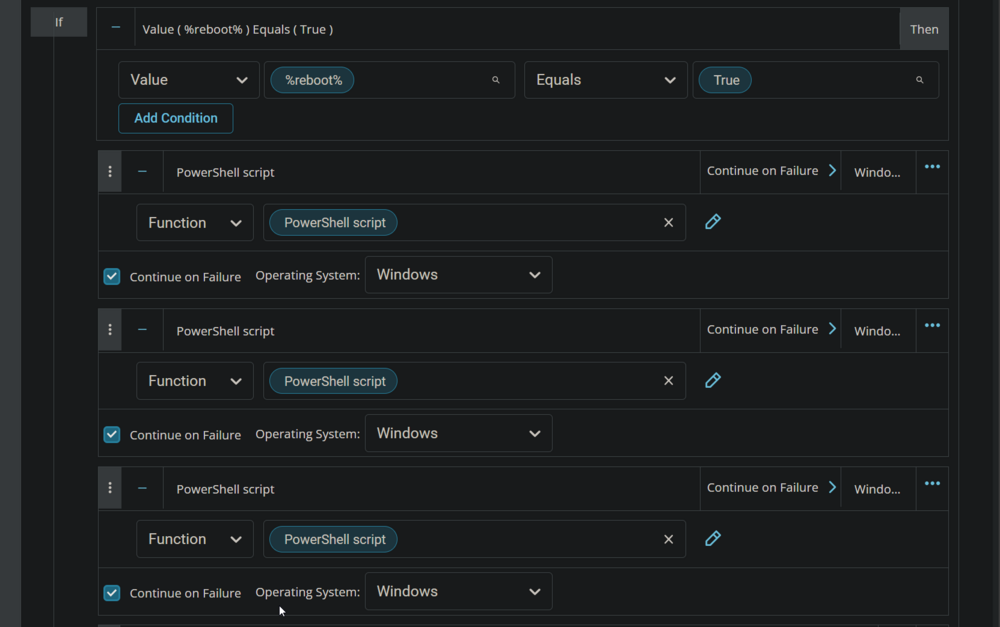 If
Value ( %reboot% ) Equals ( True )
Then
Value %reboot% Equals True
Add Condition
PowerShell script Continue on Failure Windo...
Function PowerShell script
Continue on Failure Operating System: Windows
PowerShell script Continue on Failure Windo...
Function PowerShell script
Continue on Failure Operating System: Windows
PowerShell script Continue on Failure Windo...
Function PowerShell script
Continue on Failure Operating System: Windows